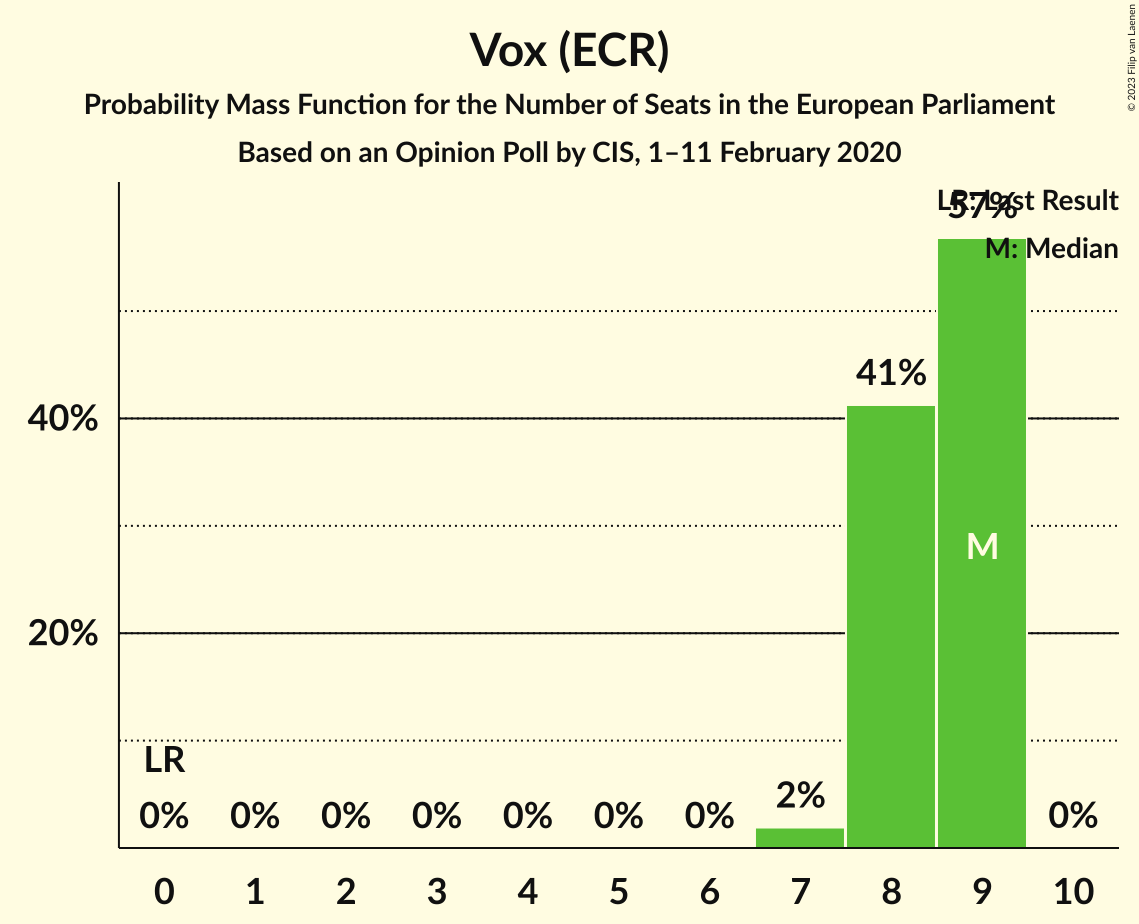 Vox (ECR)
Probability Mass Function for the Number of Seats in the European Parliament
Based on an Opinion Poll by CIS, 1–11 February 2020
© 2023 Filip van Laenen
LR: Last Result
M: Median
57%
41%
40%
M
20%
LR
2%
0% 0% 0% 0% 0% 0% 0% 0%
0 1 2 3 4 5 6 7 8 9 10